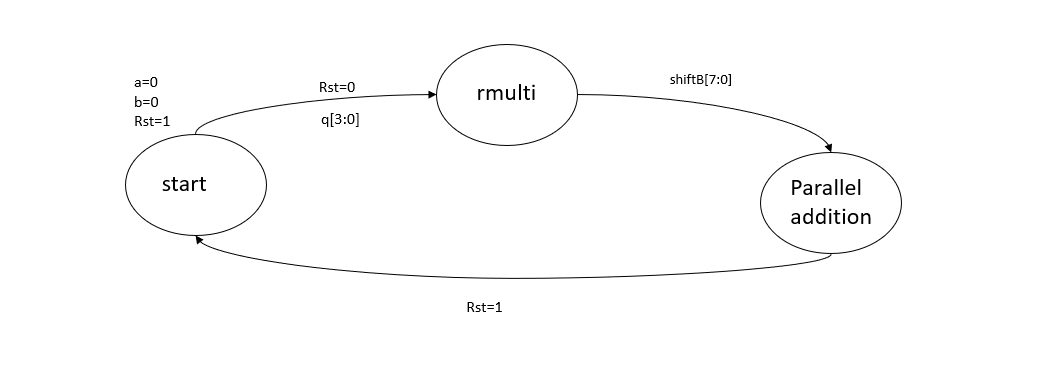 a=0
b=0
Rst=1
start
Rst=0
q[3:0]
rmulti
shiftB[7:0]
Parallel
addition
Rst=1